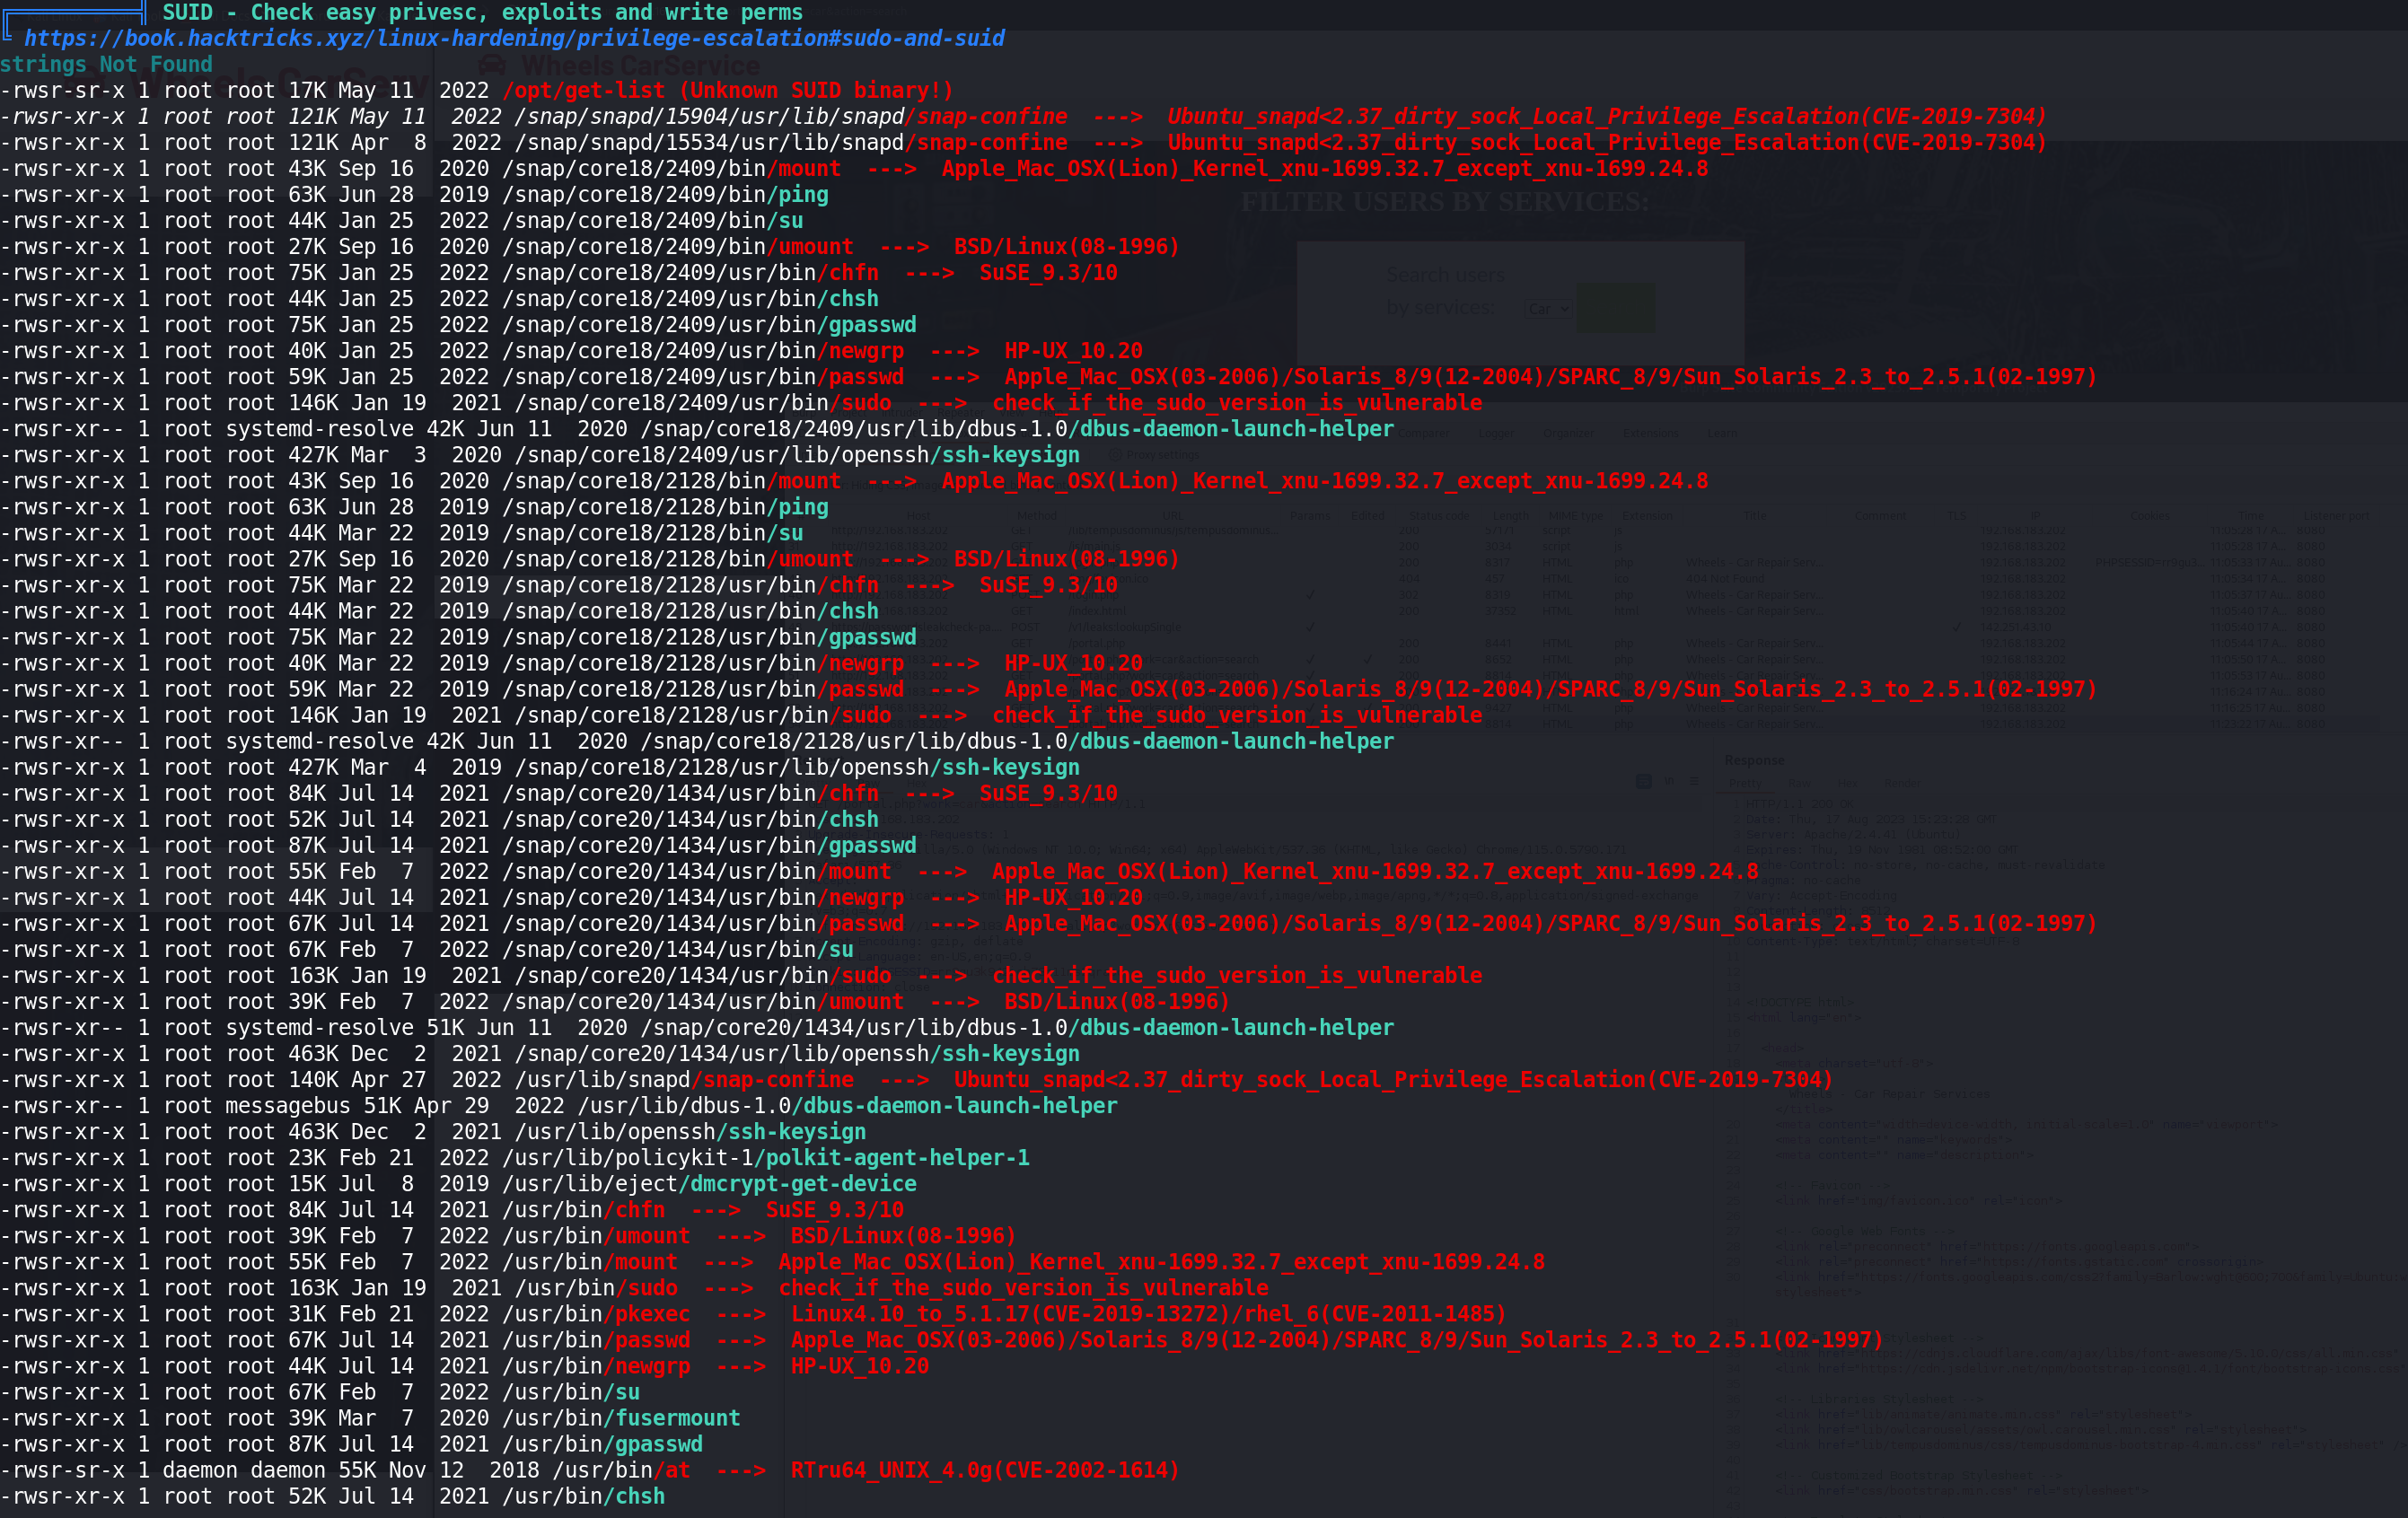 ╔══════════╣ SUID - Check easy privesc, exploits and write perms
╚ https://book.hacktricks.xyz/linux-hardening/privilege-escalation#sudo-and-suid
strings Not Found
-rwsr-sr-x 1 root root 17K May 11  2022 /opt/get-list (Unknown SUID binary!)
-rwsr-xr-x 1 root root 121K May 11  2022 /snap/snapd/15904/usr/lib/snapd/snap-confine  --->  Ubuntu_snapd<2.37_dirty_sock_Local_Privilege_Escalation(CVE-2019-7304)
-rwsr-xr-x 1 root root 121K Apr  8  2022 /snap/snapd/15534/usr/lib/snapd/snap-confine  --->  Ubuntu_snapd<2.37_dirty_sock_Local_Privilege_Escalation(CVE-2019-7304)
-rwsr-xr-x 1 root root 43K Sep 16  2020 /snap/core18/2409/bin/mount  --->  Apple_Mac_OSX(Lion)_Kernel_xnu-1699.32.7_except_xnu-1699.24.8
-rwsr-xr-x 1 root root 63K Jun 28  2019 /snap/core18/2409/bin/ping
-rwsr-xr-x 1 root root 44K Jan 25  2022 /snap/core18/2409/bin/su
-rwsr-xr-x 1 root root 27K Sep 16  2020 /snap/core18/2409/bin/umount  --->  BSD/Linux(08-1996)
-rwsr-xr-x 1 root root 75K Jan 25  2022 /snap/core18/2409/usr/bin/chfn  --->  SuSE_9.3/10
-rwsr-xr-x 1 root root 44K Jan 25  2022 /snap/core18/2409/usr/bin/chsh
-rwsr-xr-x 1 root root 75K Jan 25  2022 /snap/core18/2409/usr/bin/gpasswd
-rwsr-xr-x 1 root root 40K Jan 25  2022 /snap/core18/2409/usr/bin/newgrp  --->  HP-UX_10.20
-rwsr-xr-x 1 root root 59K Jan 25  2022 /snap/core18/2409/usr/bin/passwd  --->  Apple_Mac_OSX(03-2006)/Solaris_8/9(12-2004)/SPARC_8/9/Sun_Solaris_2.3_to_2.5.1(02-1997)
-rwsr-xr-x 1 root root 146K Jan 19  2021 /snap/core18/2409/usr/bin/sudo  --->  check_if_the_sudo_version_is_vulnerable
-rwsr-xr-- 1 root systemd-resolve 42K Jun 11  2020 /snap/core18/2409/usr/lib/dbus-1.0/dbus-daemon-launch-helper
-rwsr-xr-x 1 root root 427K Mar  3  2020 /snap/core18/2409/usr/lib/openssh/ssh-keysign
-rwsr-xr-x 1 root root 43K Sep 16  2020 /snap/core18/2128/bin/mount  --->  Apple_Mac_OSX(Lion)_Kernel_xnu-1699.32.7_except_xnu-1699.24.8
-rwsr-xr-x 1 root root 63K Jun 28  2019 /snap/core18/2128/bin/ping
-rwsr-xr-x 1 root root 44K Mar 22  2019 /snap/core18/2128/bin/su
-rwsr-xr-x 1 root root 27K Sep 16  2020 /snap/core18/2128/bin/umount  --->  BSD/Linux(08-1996)
-rwsr-xr-x 1 root root 75K Mar 22  2019 /snap/core18/2128/usr/bin/chfn  --->  SuSE_9.3/10
-rwsr-xr-x 1 root root 44K Mar 22  2019 /snap/core18/2128/usr/bin/chsh
-rwsr-xr-x 1 root root 75K Mar 22  2019 /snap/core18/2128/usr/bin/gpasswd
-rwsr-xr-x 1 root root 40K Mar 22  2019 /snap/core18/2128/usr/bin/newgrp  --->  HP-UX_10.20
-rwsr-xr-x 1 root root 59K Mar 22  2019 /snap/core18/2128/usr/bin/passwd  --->  Apple_Mac_OSX(03-2006)/Solaris_8/9(12-2004)/SPARC_8/9/Sun_Solaris_2.3_to_2.5.1(02-1997)
-rwsr-xr-x 1 root root 146K Jan 19  2021 /snap/core18/2128/usr/bin/sudo  --->  check_if_the_sudo_version_is_vulnerable
-rwsr-xr-- 1 root systemd-resolve 42K Jun 11  2020 /snap/core18/2128/usr/lib/dbus-1.0/dbus-daemon-launch-helper
-rwsr-xr-x 1 root root 427K Mar  4  2019 /snap/core18/2128/usr/lib/openssh/ssh-keysign
-rwsr-xr-x 1 root root 84K Jul 14  2021 /snap/core20/1434/usr/bin/chfn  --->  SuSE_9.3/10
-rwsr-xr-x 1 root root 52K Jul 14  2021 /snap/core20/1434/usr/bin/chsh
-rwsr-xr-x 1 root root 87K Jul 14  2021 /snap/core20/1434/usr/bin/gpasswd
-rwsr-xr-x 1 root root 55K Feb  7  2022 /snap/core20/1434/usr/bin/mount  --->  Apple_Mac_OSX(Lion)_Kernel_xnu-1699.32.7_except_xnu-1699.24.8
-rwsr-xr-x 1 root root 44K Jul 14  2021 /snap/core20/1434/usr/bin/newgrp  --->  HP-UX_10.20
-rwsr-xr-x 1 root root 67K Jul 14  2021 /snap/core20/1434/usr/bin/passwd  --->  Apple_Mac_OSX(03-2006)/Solaris_8/9(12-2004)/SPARC_8/9/Sun_Solaris_2.3_to_2.5.1(02-1997)
-rwsr-xr-x 1 root root 67K Feb  7  2022 /snap/core20/1434/usr/bin/su
-rwsr-xr-x 1 root root 163K Jan 19  2021 /snap/core20/1434/usr/bin/sudo  --->  check_if_the_sudo_version_is_vulnerable
-rwsr-xr-x 1 root root 39K Feb  7  2022 /snap/core20/1434/usr/bin/umount  --->  BSD/Linux(08-1996)
-rwsr-xr-- 1 root systemd-resolve 51K Jun 11  2020 /snap/core20/1434/usr/lib/dbus-1.0/dbus-daemon-launch-helper
-rwsr-xr-x 1 root root 463K Dec  2  2021 /snap/core20/1434/usr/lib/openssh/ssh-keysign
-rwsr-xr-x 1 root root 140K Apr 27  2022 /usr/lib/snapd/snap-confine  --->  Ubuntu_snapd<2.37_dirty_sock_Local_Privilege_Escalation(CVE-2019-7304)
-rwsr-xr-- 1 root messagebus 51K Apr 29  2022 /usr/lib/dbus-1.0/dbus-daemon-launch-helper
-rwsr-xr-x 1 root root 463K Dec  2  2021 /usr/lib/openssh/ssh-keysign
-rwsr-xr-x 1 root root 23K Feb 21  2022 /usr/lib/policykit-1/polkit-agent-helper-1
-rwsr-xr-x 1 root root 15K Jul  8  2019 /usr/lib/eject/dmcrypt-get-device
-rwsr-xr-x 1 root root 84K Jul 14  2021 /usr/bin/chfn  --->  SuSE_9.3/10
-rwsr-xr-x 1 root root 39K Feb  7  2022 /usr/bin/umount  --->  BSD/Linux(08-1996)
-rwsr-xr-x 1 root root 55K Feb  7  2022 /usr/bin/mount  --->  Apple_Mac_OSX(Lion)_Kernel_xnu-1699.32.7_except_xnu-1699.24.8
-rwsr-xr-x 1 root root 163K Jan 19  2021 /usr/bin/sudo  --->  check_if_the_sudo_version_is_vulnerable
-rwsr-xr-x 1 root root 31K Feb 21  2022 /usr/bin/pkexec  --->  Linux4.10_to_5.1.17(CVE-2019-13272)/rhel_6(CVE-2011-1485)
-rwsr-xr-x 1 root root 67K Jul 14  2021 /usr/bin/passwd  --->  Apple_Mac_OSX(03-2006)/Solaris_8/9(12-2004)/SPARC_8/9/Sun_Solaris_2.3_to_2.5.1(02-1997)
-rwsr-xr-x 1 root root 44K Jul 14  2021 /usr/bin/newgrp  --->  HP-UX_10.20
-rwsr-xr-x 1 root root 67K Feb  7  2022 /usr/bin/su
-rwsr-xr-x 1 root root 39K Mar  7  2020 /usr/bin/fusermount
-rwsr-xr-x 1 root root 87K Jul 14  2021 /usr/bin/gpasswd
-rwsr-sr-x 1 daemon daemon 55K Nov 12  2018 /usr/bin/at  --->  RTru64_UNIX_4.0g(CVE-2002-1614)
-rwsr-xr-x 1 root root 52K Jul 14  2021 /usr/bin/chsh
Wheels CarService
FILTER USERS BY SERVICES:
Search users
by services:
Car